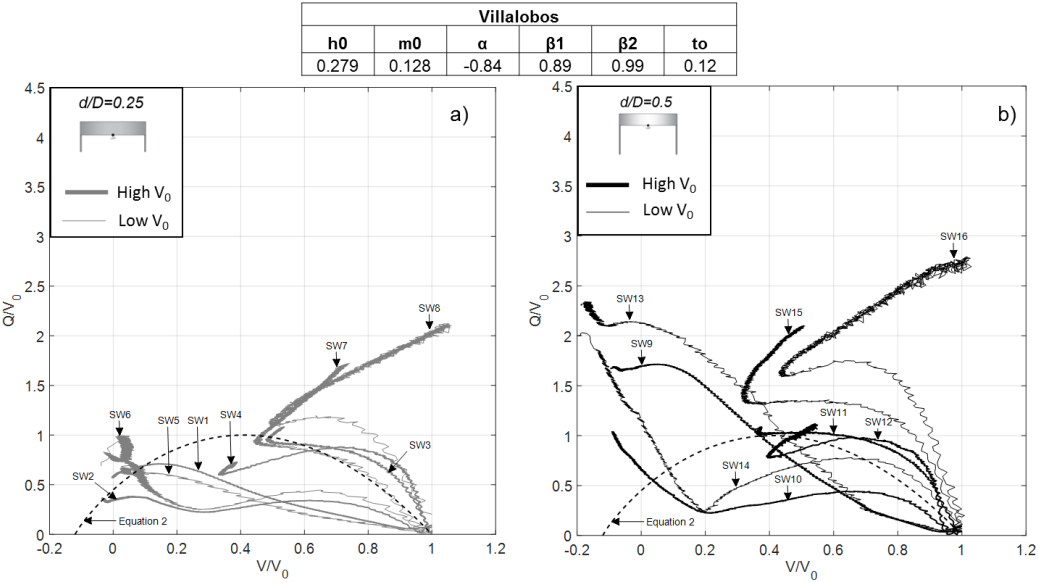 Villalobos
h0 m0 α β1 β2 to
0.279 0.128 -0.84 0.89 0.99 0.12
4.5
4
3.5
3
2.5
2
1.5
1
0.5
0
Q/V0
d/D=0.25
a)
High V0
Low V0
SW8
SW7
SW6
SW5
SW1
SW4
SW3
SW2
Equation 2
-0.2 0 0.2 0.4 0.6 0.8 1 1.2
V/V0
4.5
4
3.5
3
2.5
2
1.5
1
0.5
0
Q/V0
d/D=0.5
b)
High V0
Low V0
SW16
SW13
SW15
SW9
SW11
SW12
SW14
SW10
Equation 2
-0.2 0 0.2 0.4 0.6 0.8 1 1.2
V/V0